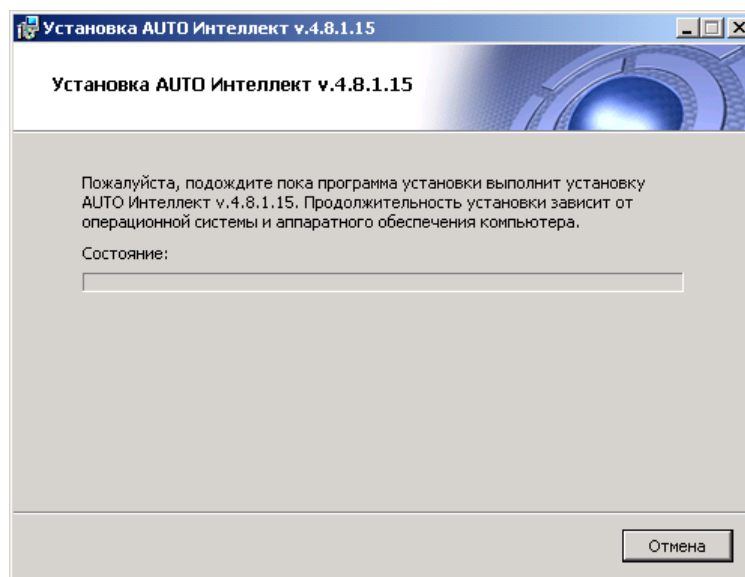 Установка AUTO Интеллект v.4.8.1.15
Установка AUTO Интеллект v.4.8.1.15
Пожалуйста, подождите пока программа установки выполнит установку
AUTO Интеллект v.4.8.1.15. Продолжительность установки зависит от
операционной системы и аппаратного обеспечения компьютера.
Состояние:
Отмена